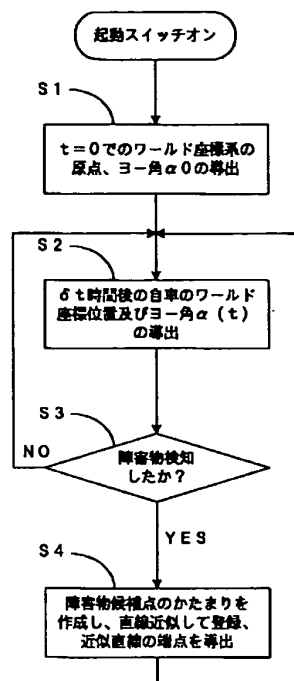 起動スイッチオン
S1
t=0でのワールド座標系の
原点、ヨー角α0の導出
S2
δt時間後の自車のワールド
座標位置及びヨー角α(t)
の導出
S3
NO
障害物検知
したか?
YES
S4
障害物候補点のかたまりを
作成し、直線近似して登録、
近似直線の端点を導出